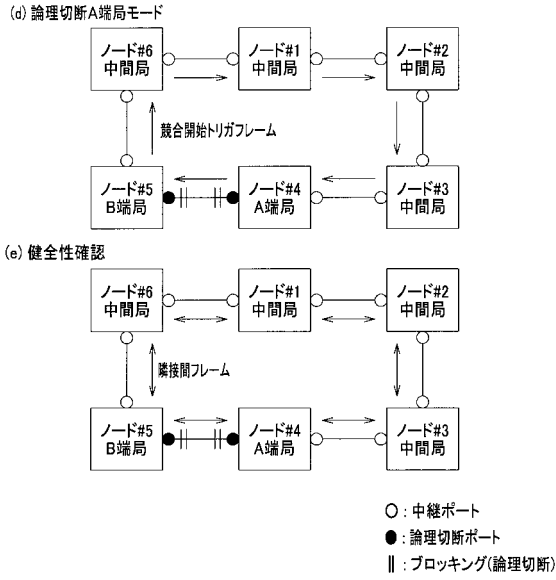 (d) 論理切断A端局モード
ノード#6
中間局
ノード#1
中間局
ノード#2
中間局
競合開始トリガフレーム
ノード#5
B端局
ノード#4
A端局
ノード#3
中間局
(e) 健全性確認
ノード#6
中間局
ノード#1
中間局
ノード#2
中間局
隣接間フレーム
ノード#5
B端局
ノード#4
A端局
ノード#3
中間局
○ : 中継ポート
● : 論理切断ポート
‖ : ブロッキング(論理切断)